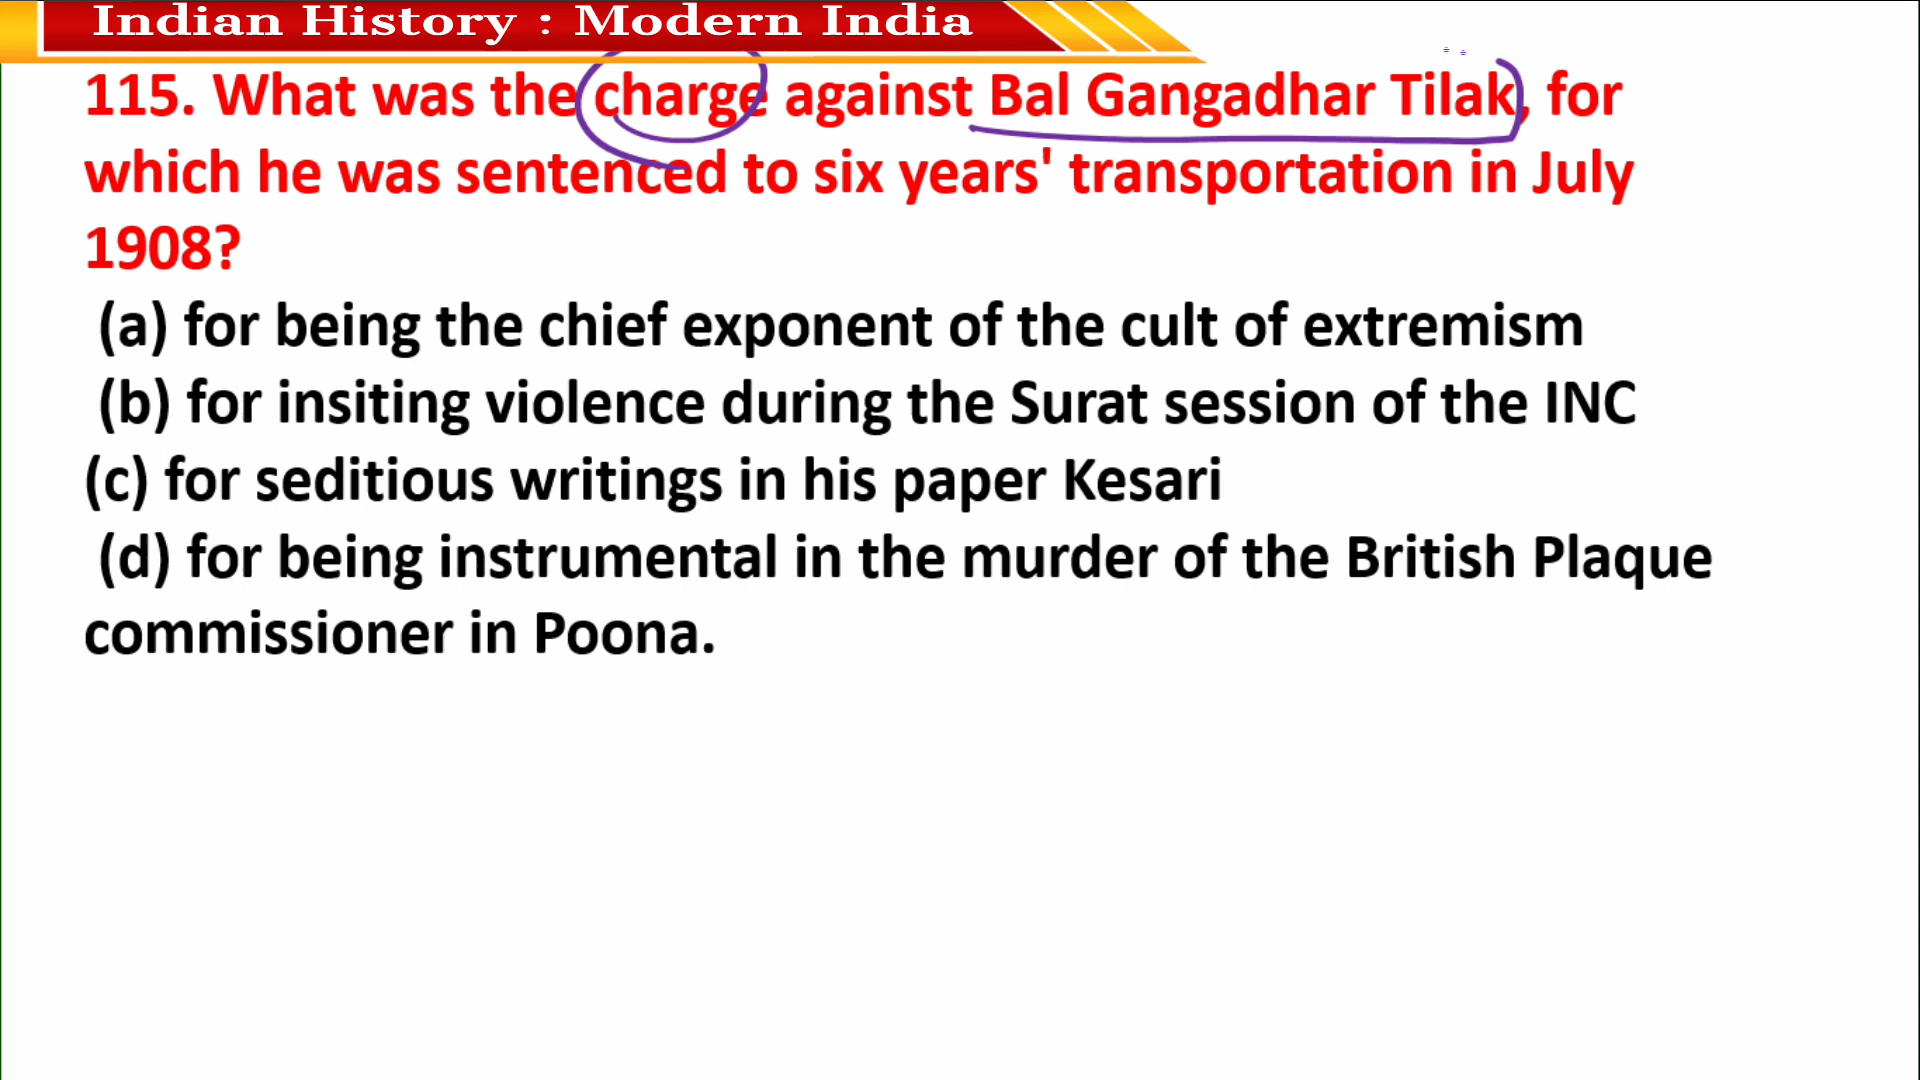 Indian History : Modern India
115. What was the charge against Bal Gangadhar Tilak, for
which he was sentenced to six years' transportation in July
1908?
(a) for being the chief exponent of the cult of extremism
(b) for insiting violence during the Surat session of the INC
(c) for seditious writings in his paper Kesari
(d) for being instrumental in the murder of the British Plaque
commissioner in Poona.